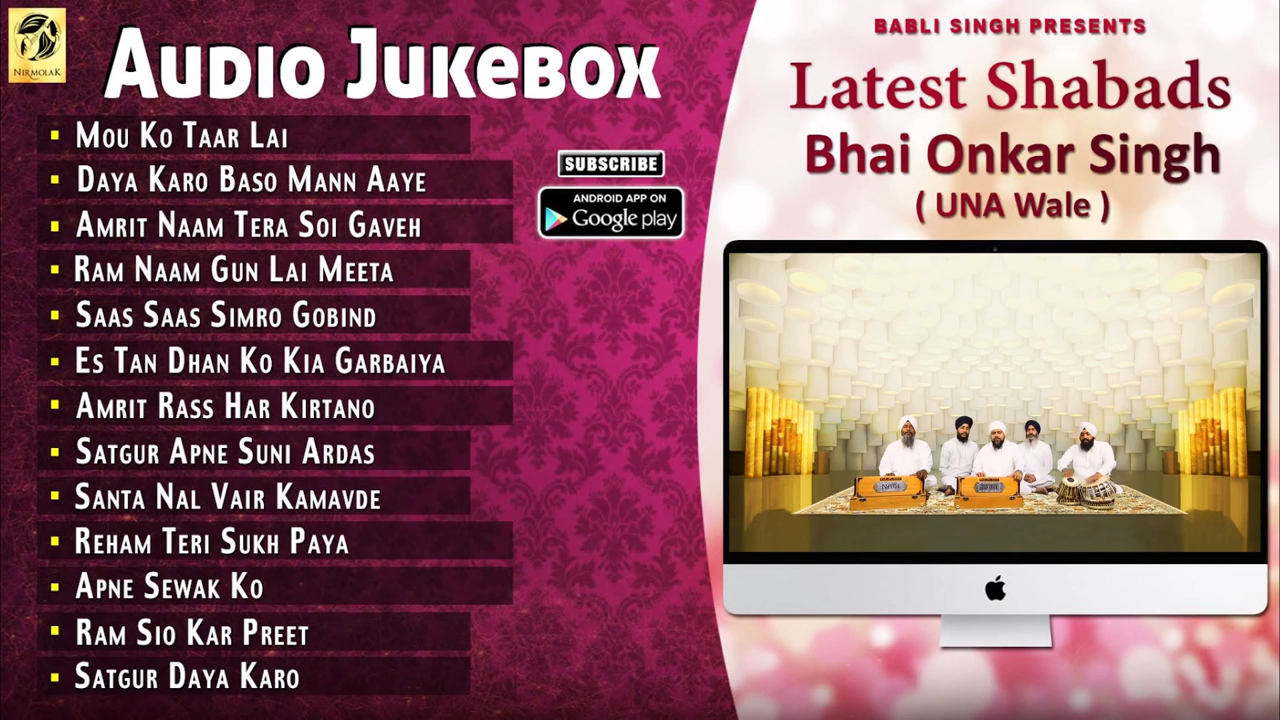 NIRMOLAK
AUDIO JUKEBOX
MOU KO TAAR LAI
DAYA KARO BASO MANN AAYE
AMRIT NAAM TERA SOI GAVEH
RAM NAAM GUN LAI MEETA
SAAS SAAS SIMRO GOBIND
ES TAN DHAN KO KIA GARBAIYA
AMRIT RASS HAR KIRTANO
SATGUR APNE SUNI ARDAS
SANTA NAL VAIR KAMAVDE
REHAM TERI SUKH PAYA
APNE SEWAK KO
RAM SIO KAR PREET
SATGUR DAYA KARO
SUBSCRIBE
ANDROID APP ON
Google play
BABLI SINGH PRESENTS
Latest Shabads
Bhai Onkar Singh
( UNA Wale )